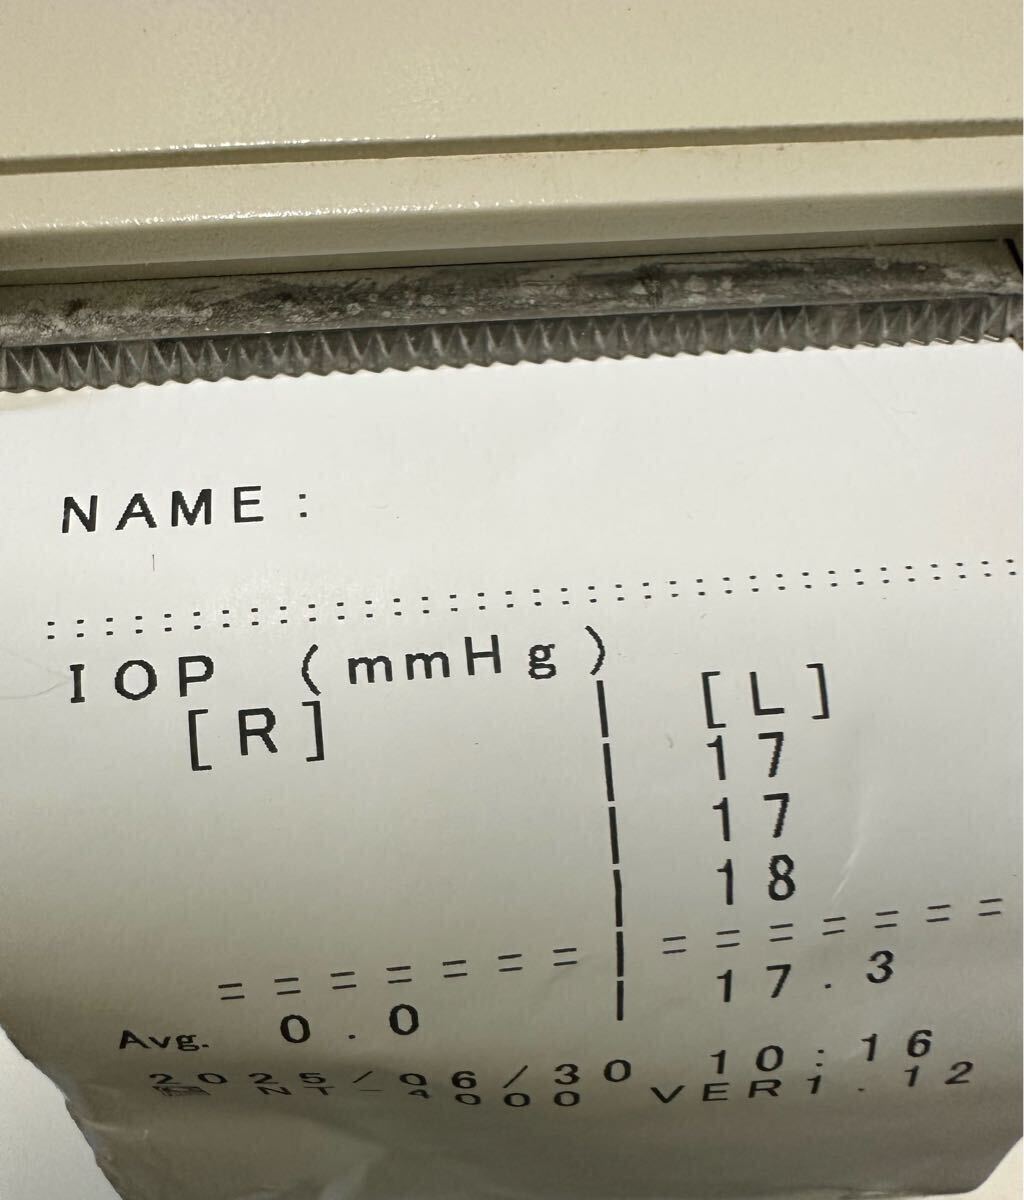 NAME:
IOP (mmHg)
[R] | [L]
| 17
| 17
| 18
======= | =======
Avg. 0.0 | 17.3
2025/06/30 10:16
NT-4000 VER1.12